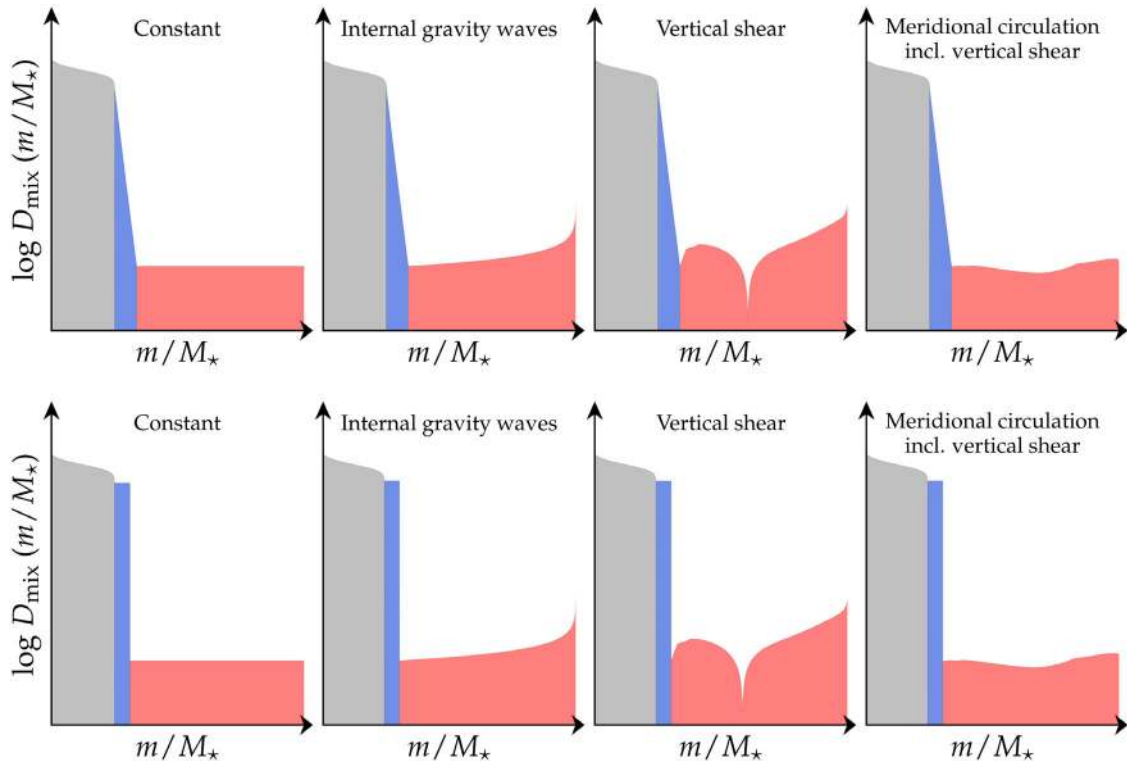 Constant
Internal gravity waves
Vertical shear
Meridional circulation
incl. vertical shear
log D_mix (m/M⋆)
m/M⋆
m/M⋆
m/M⋆
m/M⋆
Constant
Internal gravity waves
Vertical shear
Meridional circulation
incl. vertical shear
log D_mix (m/M⋆)
m/M⋆
m/M⋆
m/M⋆
m/M⋆